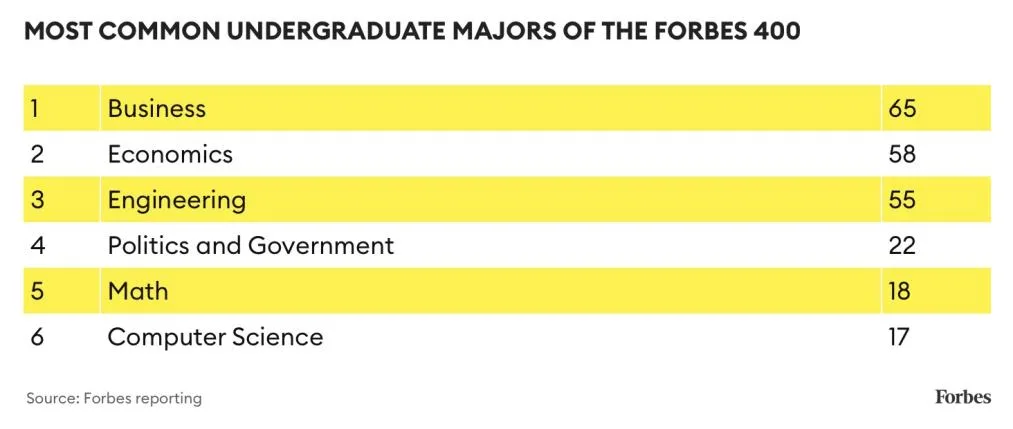 MOST COMMON UNDERGRADUATE MAJORS OF THE FORBES 400
1 Business 65
2 Economics 58
3 Engineering 55
4 Politics and Government 22
5 Math 18
6 Computer Science 17
Source: Forbes reporting Forbes